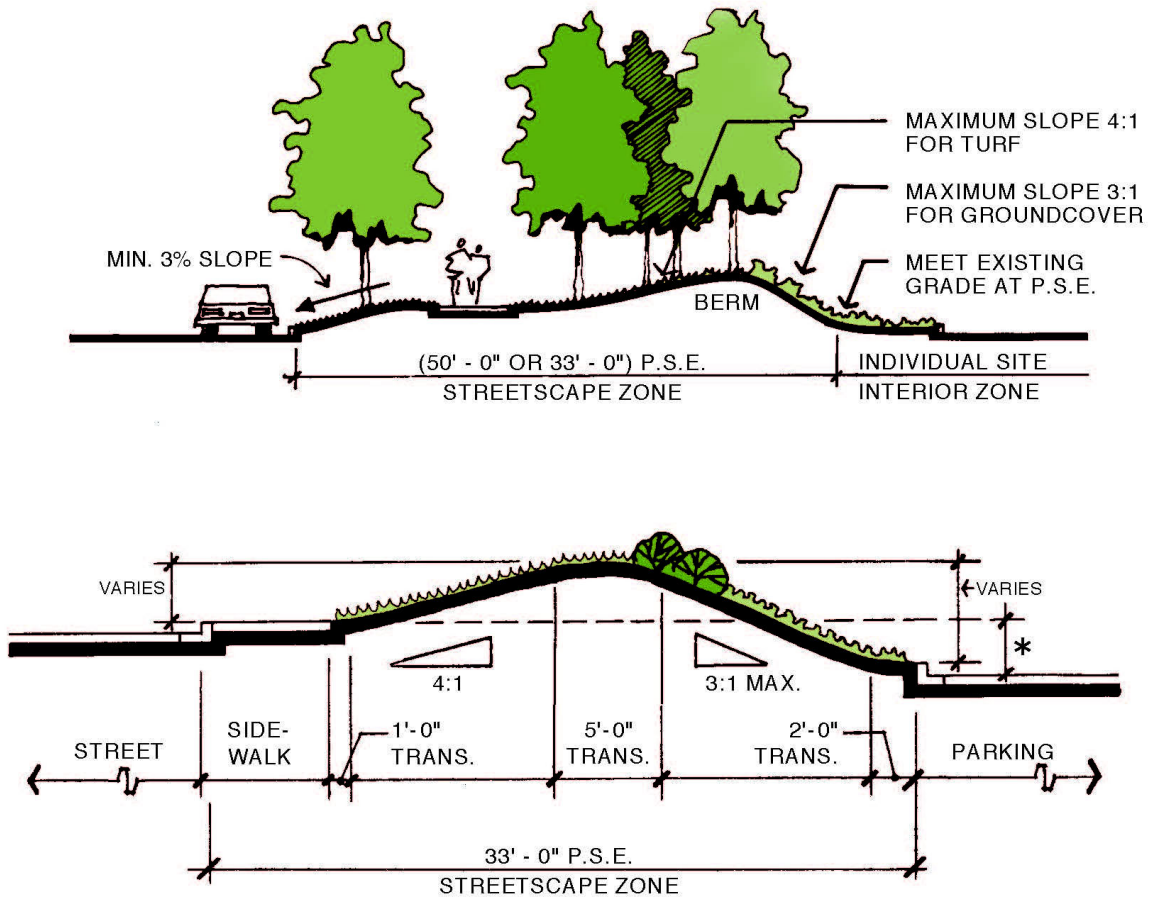 MAXIMUM SLOPE 4:1
FOR TURF
MAXIMUM SLOPE 3:1
FOR GROUNDCOVER
MIN. 3% SLOPE
MEET EXISTING
GRADE AT P.S.E.
BERM
(50' - 0" OR 33' - 0") P.S.E.
STREETSCAPE ZONE
INDIVIDUAL SITE
INTERIOR ZONE
VARIES
VARIES
*
4:1
3:1 MAX.
STREET
SIDE-
WALK
1'-0"
TRANS.
5'-0"
TRANS.
2'-0"
TRANS.
PARKING
33' - 0" P.S.E.
STREETSCAPE ZONE